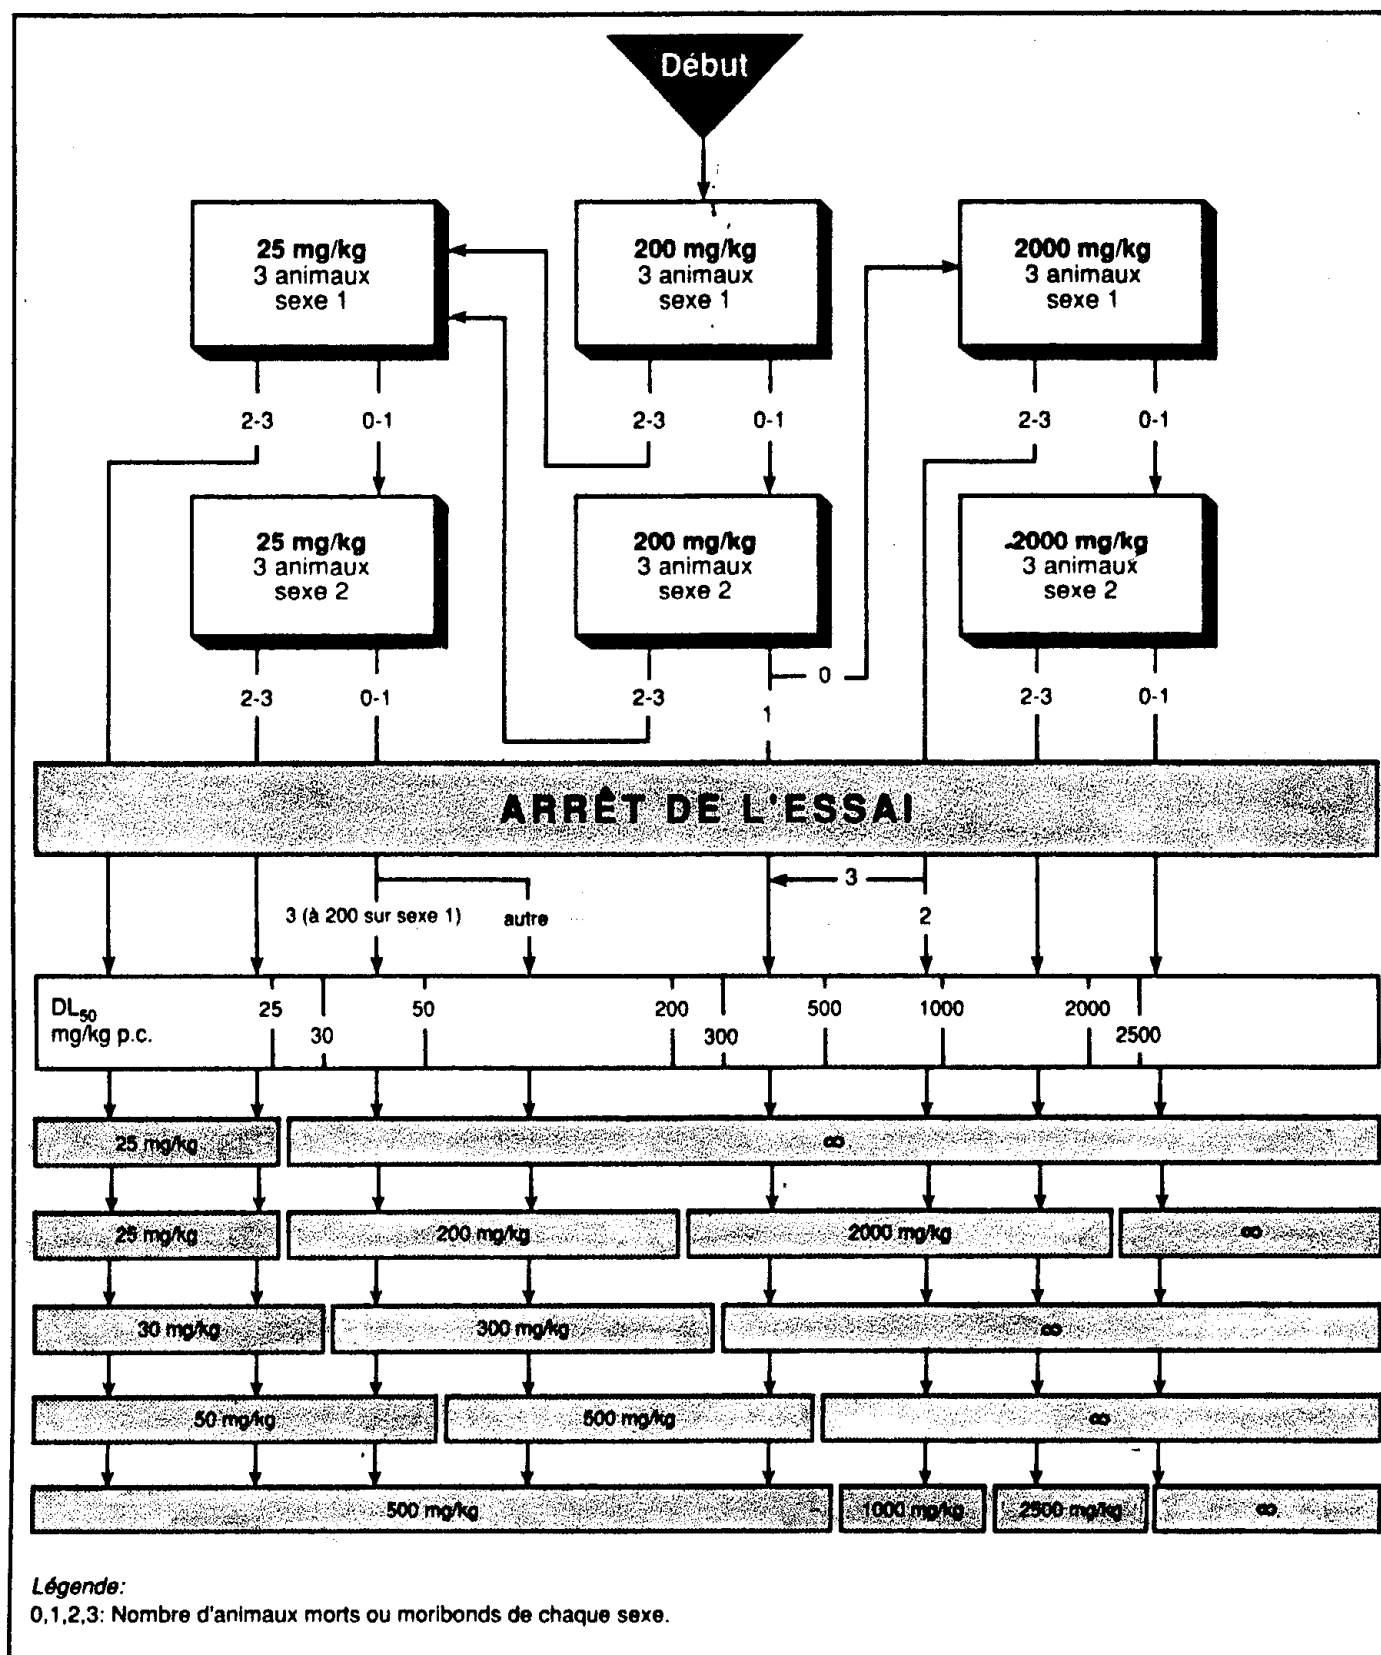 Début
25 mg/kg
3 animaux
sexe 1
200 mg/kg
3 animaux
sexe 1
2000 mg/kg
3 animaux
sexe 1
2-3 0-1 2-3 0-1 2-3 0-1
25 mg/kg
3 animaux
sexe 2
200 mg/kg
3 animaux
sexe 2
2000 mg/kg
3 animaux
sexe 2
0
2-3 0-1 2-3 1 2-3 0-1
ARRÊT DE L'ESSAI
3
3 (à 200 sur sexe 1) autre 2
DL50 25 50 200 500 1000 2000
mg/kg p.c. 30 300 2500
25 mg/kg ∞
25 mg/kg 200 mg/kg 2000 mg/kg ∞
30 mg/kg 300 mg/kg ∞
50 mg/kg 500 mg/kg ∞
500 mg/kg 1000 mg/kg 2500 mg/kg ∞
Légende:
0,1,2,3: Nombre d'animaux morts ou moribonds de chaque sexe.